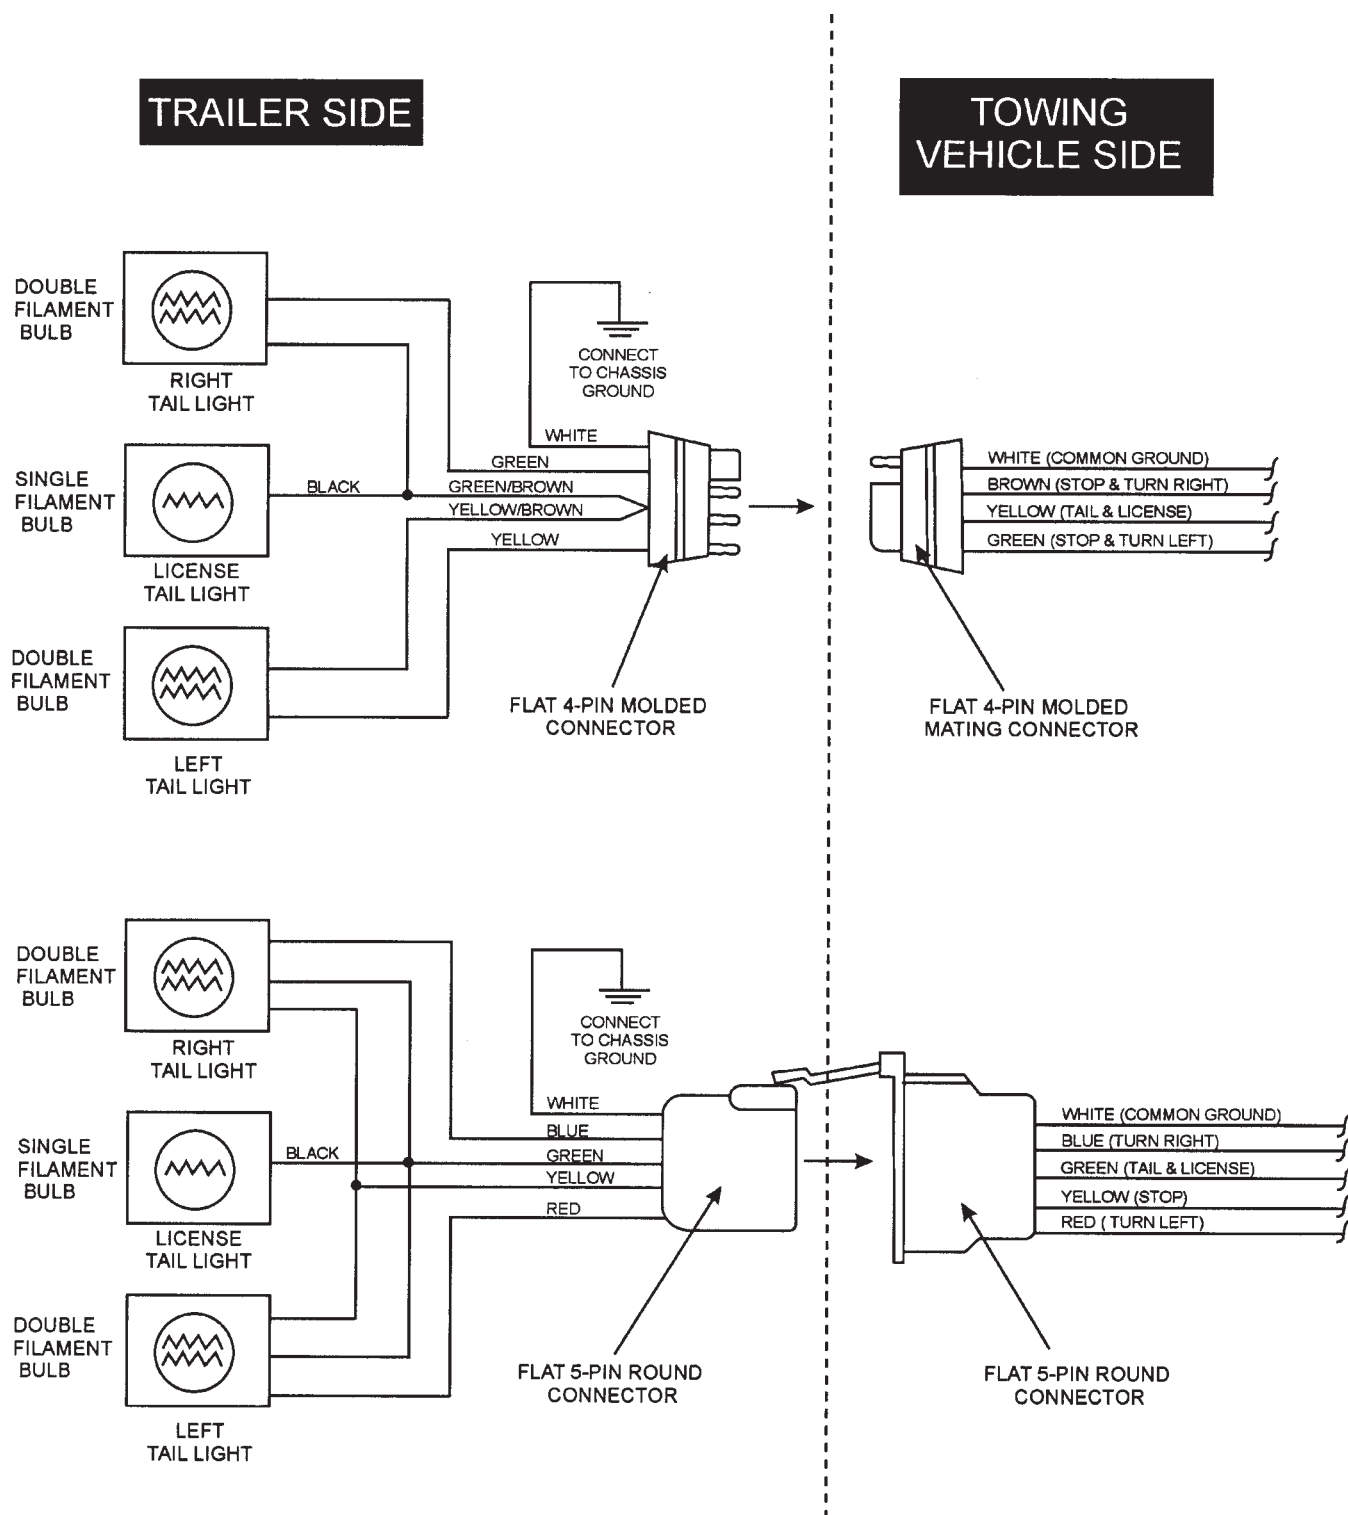 TRAILER SIDE
TOWING
VEHICLE SIDE
DOUBLE
FILAMENT
BULB
RIGHT
TAIL LIGHT
CONNECT
TO CHASSIS
GROUND
SINGLE
FILAMENT
BULB
LICENSE
TAIL LIGHT
BLACK
WHITE
GREEN
GREEN/BROWN
YELLOW/BROWN
YELLOW
WHITE (COMMON GROUND)
BROWN (STOP & TURN RIGHT)
YELLOW (TAIL & LICENSE)
GREEN (STOP & TURN LEFT)
DOUBLE
FILAMENT
BULB
LEFT
TAIL LIGHT
FLAT 4-PIN MOLDED
CONNECTOR
FLAT 4-PIN MOLDED
MATING CONNECTOR
DOUBLE
FILAMENT
BULB
RIGHT
TAIL LIGHT
CONNECT
TO CHASSIS
GROUND
SINGLE
FILAMENT
BULB
LICENSE
TAIL LIGHT
BLACK
WHITE
BLUE
GREEN
YELLOW
RED
WHITE (COMMON GROUND)
BLUE (TURN RIGHT)
GREEN (TAIL & LICENSE)
YELLOW (STOP)
RED ( TURN LEFT)
DOUBLE
FILAMENT
BULB
LEFT
TAIL LIGHT
FLAT 5-PIN ROUND
CONNECTOR
FLAT 5-PIN ROUND
CONNECTOR